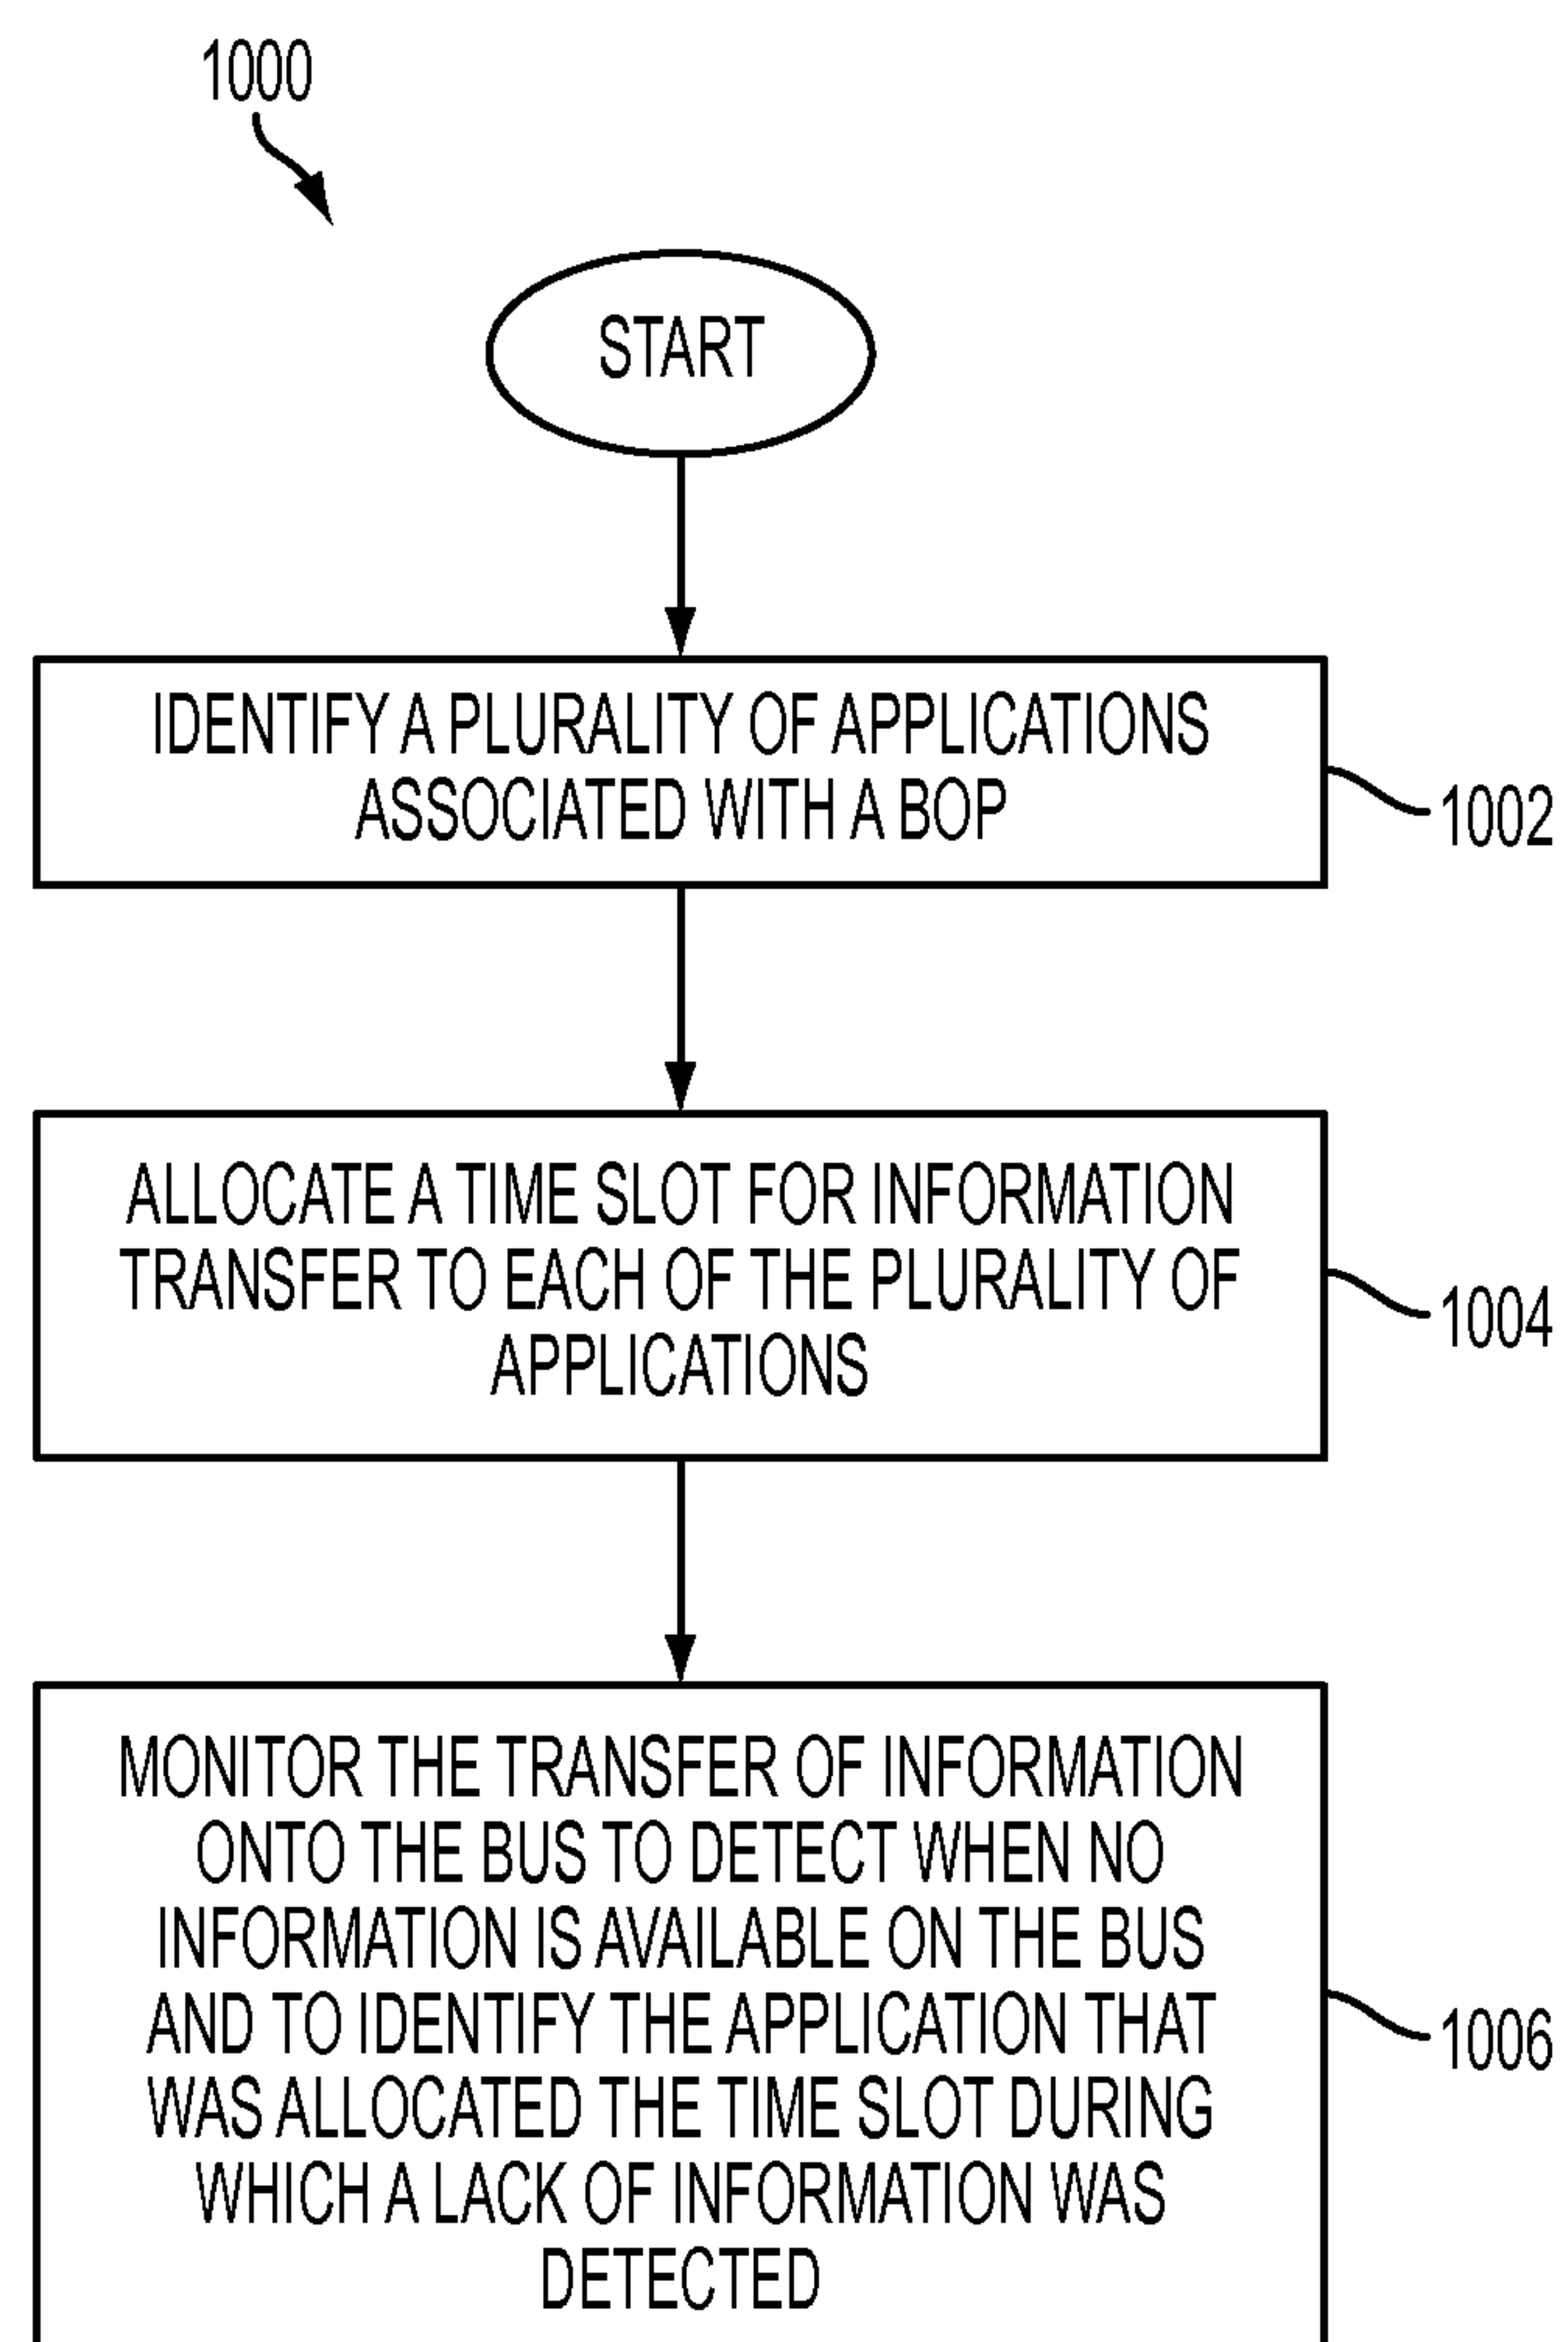 1000
START
IDENTIFY A PLURALITY OF APPLICATIONS
ASSOCIATED WITH A BOP
1002
ALLOCATE A TIME SLOT FOR INFORMATION
TRANSFER TO EACH OF THE PLURALITY OF
APPLICATIONS
1004
MONITOR THE TRANSFER OF INFORMATION
ONTO THE BUS TO DETECT WHEN NO
INFORMATION IS AVAILABLE ON THE BUS
AND TO IDENTIFY THE APPLICATION THAT
WAS ALLOCATED THE TIME SLOT DURING
WHICH A LACK OF INFORMATION WAS
DETECTED
1006